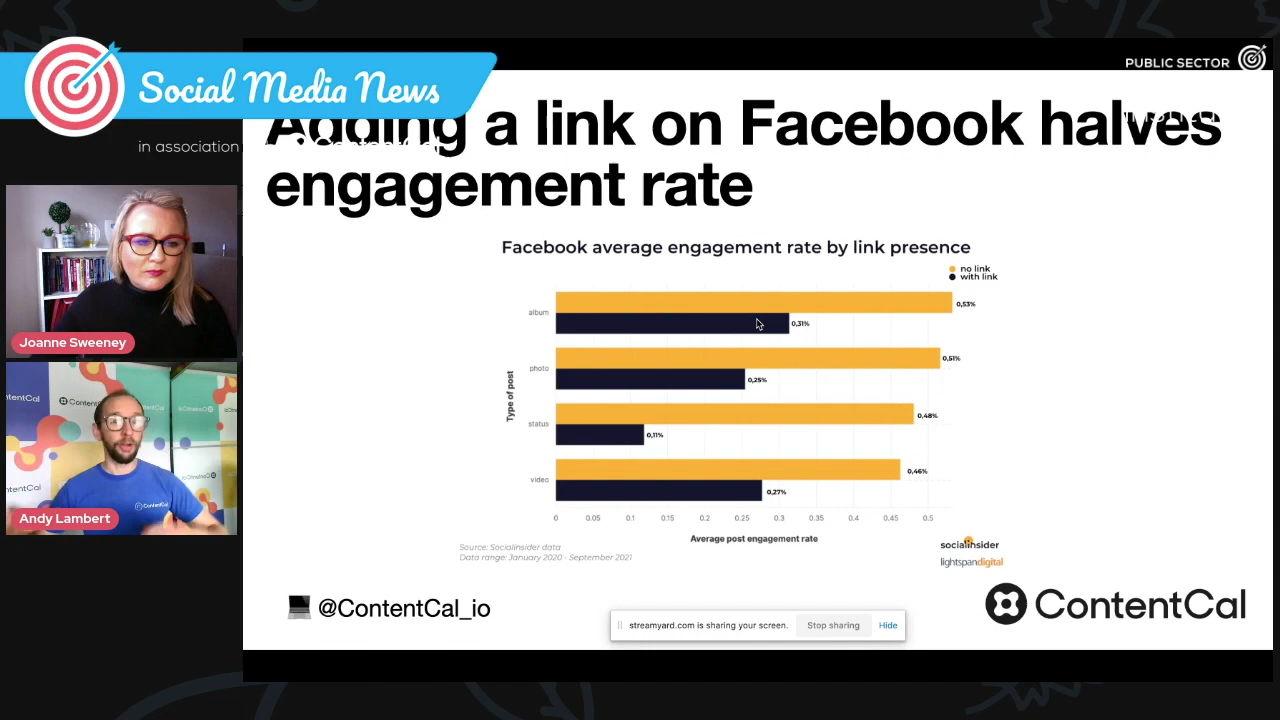 Social Media News
PUBLIC SECTOR
in association
Adding a link on Facebook halves
engagement rate
Facebook average engagement rate by link presence
no link
with link
album
0,53%
0,31%
photo
0,51%
0,25%
status
0,48%
0,11%
video
0,46%
0,27%
Type of post
0
0.05
0.1
0.15
0.2
0.25
0.3
0.35
0.4
0.45
0.5
Average post engagement rate
Source: Socialinsider data
Data range: January 2020 - September 2021
socialinsider
lightspandigital
@ContentCal_io
ContentCal
streamyard.com is sharing your screen.
Stop sharing
Hide
Joanne Sweeney
ntentCal
ContentCal
ContentCal
Andy Lambert